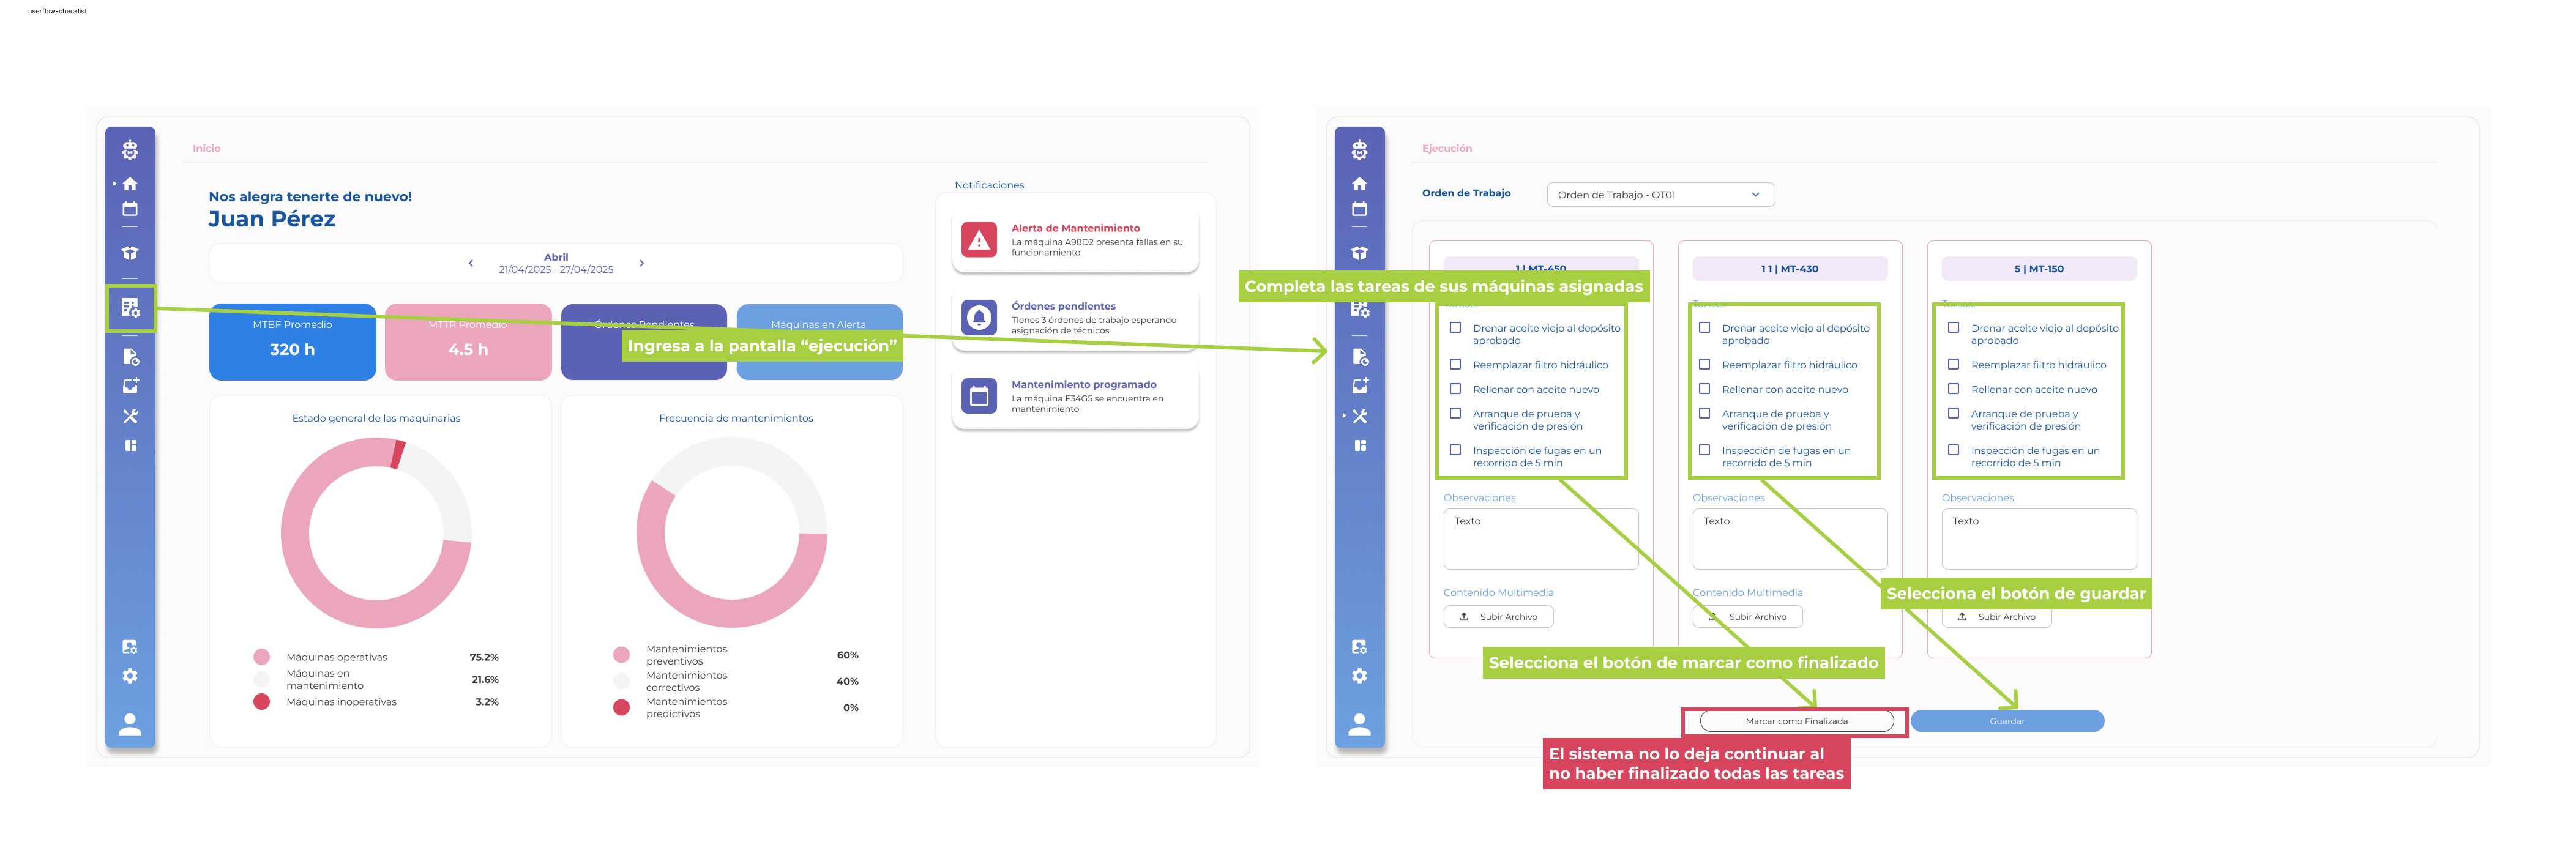 userflow-checklist
Inicio
Nos alegra tenerte de nuevo!
Juan Pérez
Abril
21/04/2025 - 27/04/2025
MTBF Promedio
320 h
MTTR Promedio
4.5 h
Órdenes Pendientes
Máquinas en Alerta
Ingresa a la pantalla “ejecución”
Estado general de las maquinarias
Máquinas operativas
75.2%
Máquinas en
mantenimiento
21.6%
Máquinas inoperativas
3.2%
Frecuencia de mantenimientos
Mantenimientos
preventivos
60%
Mantenimientos
correctivos
40%
Mantenimientos
predictivos
0%
Notificaciones
Alerta de Mantenimiento
La máquina A98D2 presenta fallas en su
funcionamiento.
Órdenes pendientes
Tienes 3 órdenes de trabajo esperando
asignación de técnicos
Mantenimiento programado
La máquina F34G5 se encuentra en
mantenimiento
Ejecución
Orden de Trabajo
Orden de Trabajo - OT01
1 | MT-450
Completa las tareas de sus máquinas asignadas
Drenar aceite viejo al depósito
aprobado
Reemplazar filtro hidráulico
Rellenar con aceite nuevo
Arranque de prueba y
verificación de presión
Inspección de fugas en un
recorrido de 5 min
Observaciones
Texto
Contenido Multimedia
Subir Archivo
11 | MT-430
Tareas
Drenar aceite viejo al depósito
aprobado
Reemplazar filtro hidráulico
Rellenar con aceite nuevo
Arranque de prueba y
verificación de presión
Inspección de fugas en un
recorrido de 5 min
Observaciones
Texto
Contenido Multimedia
Subir Archivo
5 | MT-150
Tareas
Drenar aceite viejo al depósito
aprobado
Reemplazar filtro hidráulico
Rellenar con aceite nuevo
Arranque de prueba y
verificación de presión
Inspección de fugas en un
recorrido de 5 min
Observaciones
Texto
Selecciona el botón de guardar
Subir Archivo
Selecciona el botón de marcar como finalizado
Marcar como Finalizada
Guardar
El sistema no lo deja continuar al
no haber finalizado todas las tareas